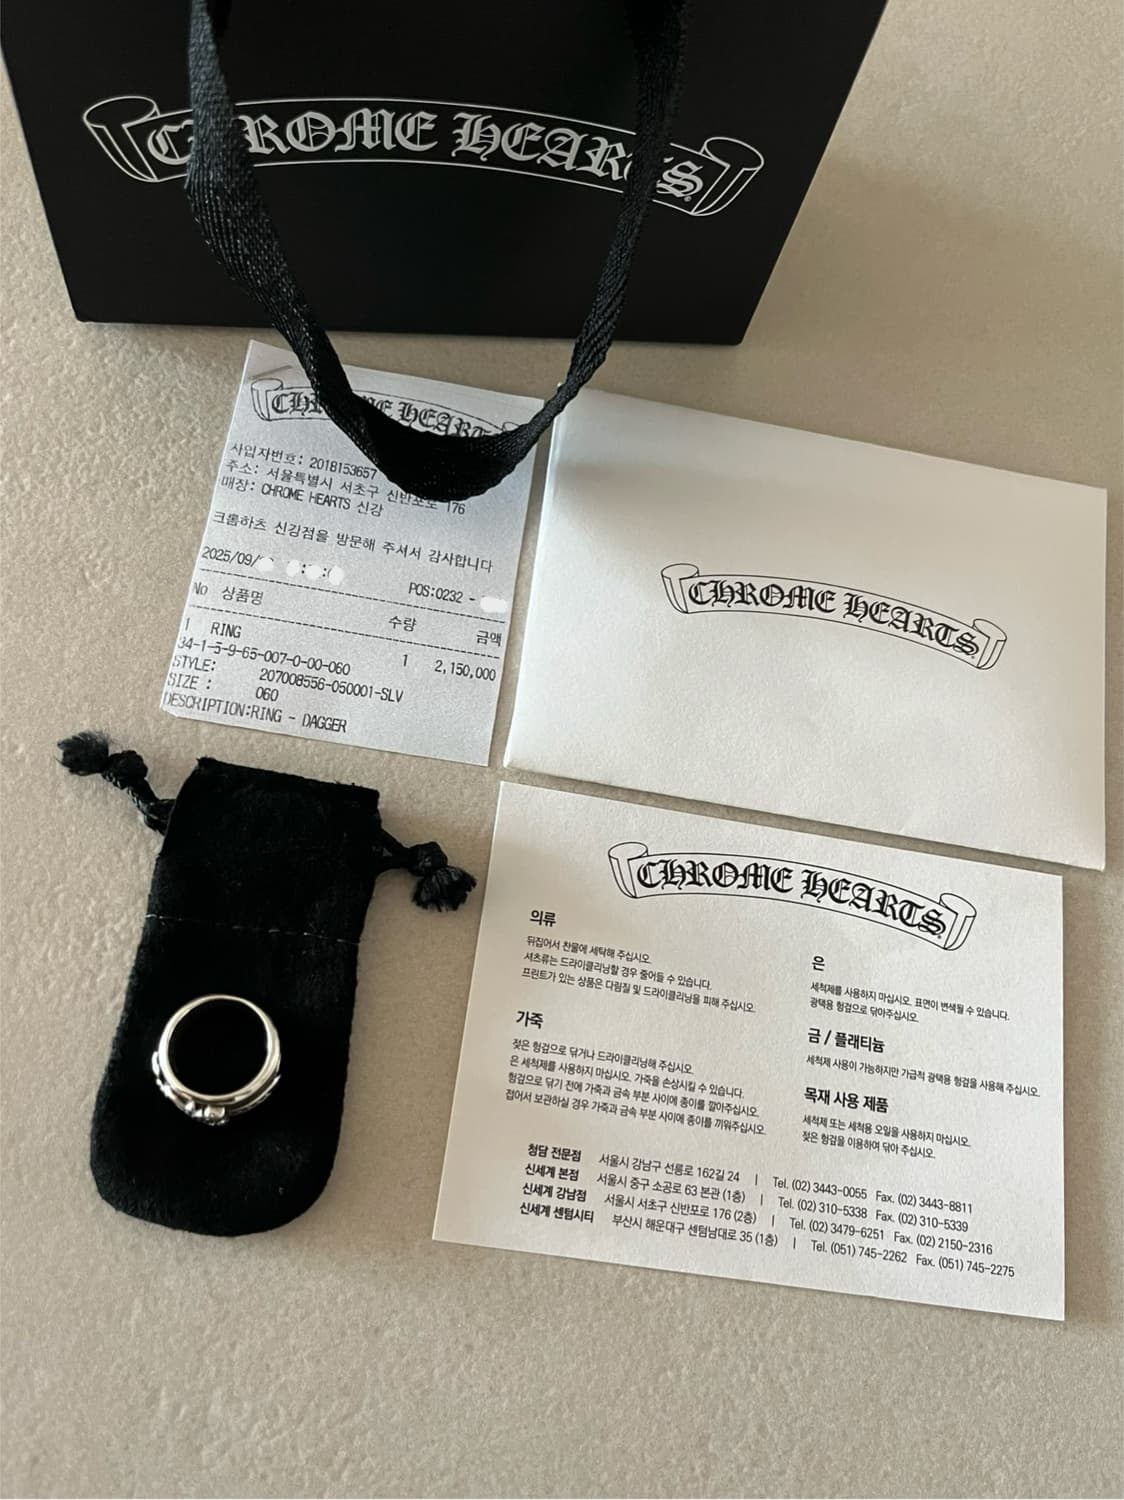 CHROME HEARTS
CHROME HEARTS
사업자번호: 2018153657
주소: 서울특별시 서초구 신반포로 176
매장: CHROME HEARTS 신강
크롬하츠 신강점을 방문해 주셔서 감사합니다
2025/09/
POS:0232 -
No 상품명 수량 금액
1 RING 1 2,150,000
34-1-5-9-65-007-0-00-060
STYLE: 207008556-050001-SLV
SIZE : 060
DESCRIPTION:RING - DAGGER
CHROME HEARTS
CHROME HEARTS
의류
뒤집어서 찬물에 세탁해 주십시오.
셔츠류는 드라이클리닝할 경우 줄어들 수 있습니다.
프린트가 있는 상품은 다림질 및 드라이클리닝을 피해 주십시오.
가죽
젖은 헝겊으로 닦거나 드라이클리닝해 주십시오.
은 세척제를 사용하지 마십시오. 가죽을 손상시킬 수 있습니다.
헝겊으로 닦기 전에 가죽과 금속 부분 사이에 종이를 깔아주십시오.
접어서 보관하실 경우 가죽과 금속 부분 사이에 종이를 끼워주십시오.
은
세척제를 사용하지 마십시오. 표면이 변색될 수 있습니다.
광택용 헝겊으로 닦아주십시오.
금 / 플래티늄
세척제 사용이 가능하지만 가급적 광택용 헝겊을 사용해 주십시오.
목재 사용 제품
세척제 또는 세척용 오일을 사용하지 마십시오.
젖은 헝겊을 이용하여 닦아 주십시오.
청담 전문점 서울시 강남구 선릉로 162길 24 | Tel. (02) 3443-0055 Fax. (02) 3443-8811
신세계 본점 서울시 중구 소공로 63 본관 (1층) | Tel. (02) 310-5338 Fax. (02) 310-5339
신세계 강남점 서울시 서초구 신반포로 176 (2층) | Tel. (02) 3479-6251 Fax. (02) 2150-2316
신세계 센텀시티 부산시 해운대구 센텀남대로 35 (1층) | Tel. (051) 745-2262 Fax. (051) 745-2275